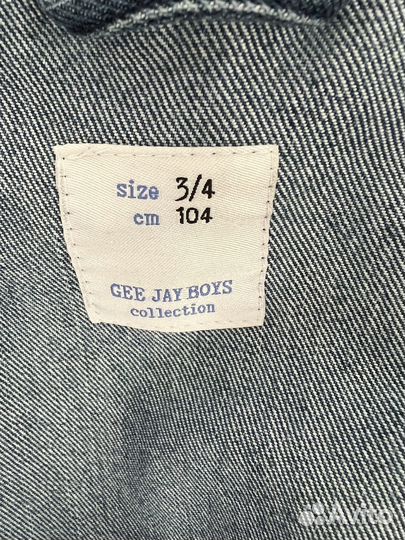 size 3/4
cm 104
GEE JAY BOYS
collection
Avito